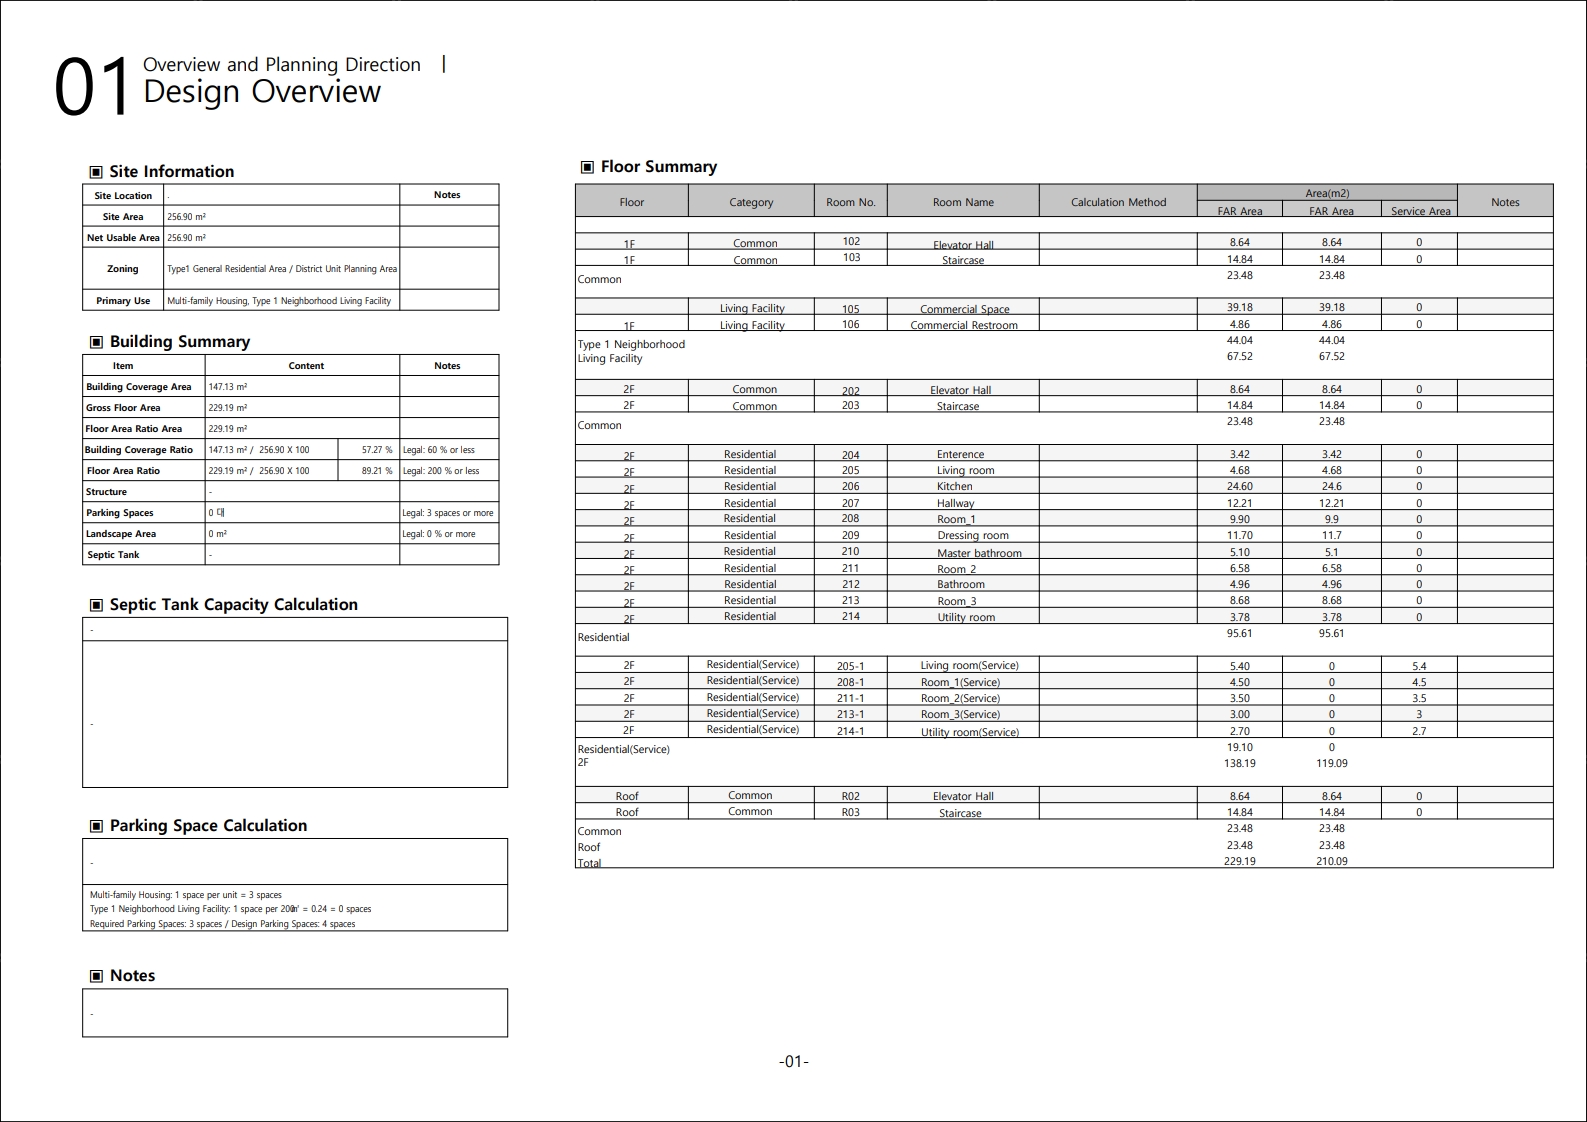 01
Overview and Planning Direction |
Design Overview
▣ Site Information
Site Location . Notes
Site Area 256.90 m²
Net Usable Area 256.90 m²
Zoning Type1 General Residential Area / District Unit Planning Area
Primary Use Multi-family Housing, Type 1 Neighborhood Living Facility
▣ Building Summary
Item Content Notes
Building Coverage Area 147.13 m²
Gross Floor Area 229.19 m²
Floor Area Ratio Area 229.19 m²
Building Coverage Ratio 147.13 m² / 256.90 X 100 57.27 % Legal: 60 % or less
Floor Area Ratio 229.19 m² / 256.90 X 100 89.21 % Legal: 200 % or less
Structure -
Parking Spaces 0 대 Legal: 3 spaces or more
Landscape Area 0 m² Legal: 0 % or more
Septic Tank -
▣ Septic Tank Capacity Calculation
-
-
▣ Parking Space Calculation
-
Multi-family Housing: 1 space per unit = 3 spaces
Type 1 Neighborhood Living Facility: 1 space per 200㎡ = 0.24 = 0 spaces
Required Parking Spaces: 3 spaces / Design Parking Spaces: 4 spaces
▣ Notes
-
▣ Floor Summary
Floor Category Room No. Room Name Calculation Method Area(m2) Notes
FAR Area FAR Area Service Area
1F Common 102 Elevator Hall 8.64 8.64 0
1F Common 103 Staircase 14.84 14.84 0
Common 23.48 23.48
Living Facility 105 Commercial Space 39.18 39.18 0
1F Living Facility 106 Commercial Restroom 4.86 4.86 0
Type 1 Neighborhood 44.04 44.04
Living Facility 67.52 67.52
2F Common 202 Elevator Hall 8.64 8.64 0
2F Common 203 Staircase 14.84 14.84 0
Common 23.48 23.48
2F Residential 204 Enterence 3.42 3.42 0
2F Residential 205 Living room 4.68 4.68 0
2F Residential 206 Kitchen 24.60 24.6 0
2F Residential 207 Hallway 12.21 12.21 0
2F Residential 208 Room_1 9.90 9.9 0
2F Residential 209 Dressing room 11.70 11.7 0
2F Residential 210 Master bathroom 5.10 5.1 0
2F Residential 211 Room_2 6.58 6.58 0
2F Residential 212 Bathroom 4.96 4.96 0
2F Residential 213 Room_3 8.68 8.68 0
2F Residential 214 Utility room 3.78 3.78 0
Residential 95.61 95.61
2F Residential(Service) 205-1 Living room(Service) 5.40 0 5.4
2F Residential(Service) 208-1 Room_1(Service) 4.50 0 4.5
2F Residential(Service) 211-1 Room_2(Service) 3.50 0 3.5
2F Residential(Service) 213-1 Room_3(Service) 3.00 0 3
2F Residential(Service) 214-1 Utility room(Service) 2.70 0 2.7
Residential(Service) 19.10 0
2F 138.19 119.09
Roof Common R02 Elevator Hall 8.64 8.64 0
Roof Common R03 Staircase 14.84 14.84 0
Common 23.48 23.48
Roof 23.48 23.48
Total 229.19 210.09
-01-